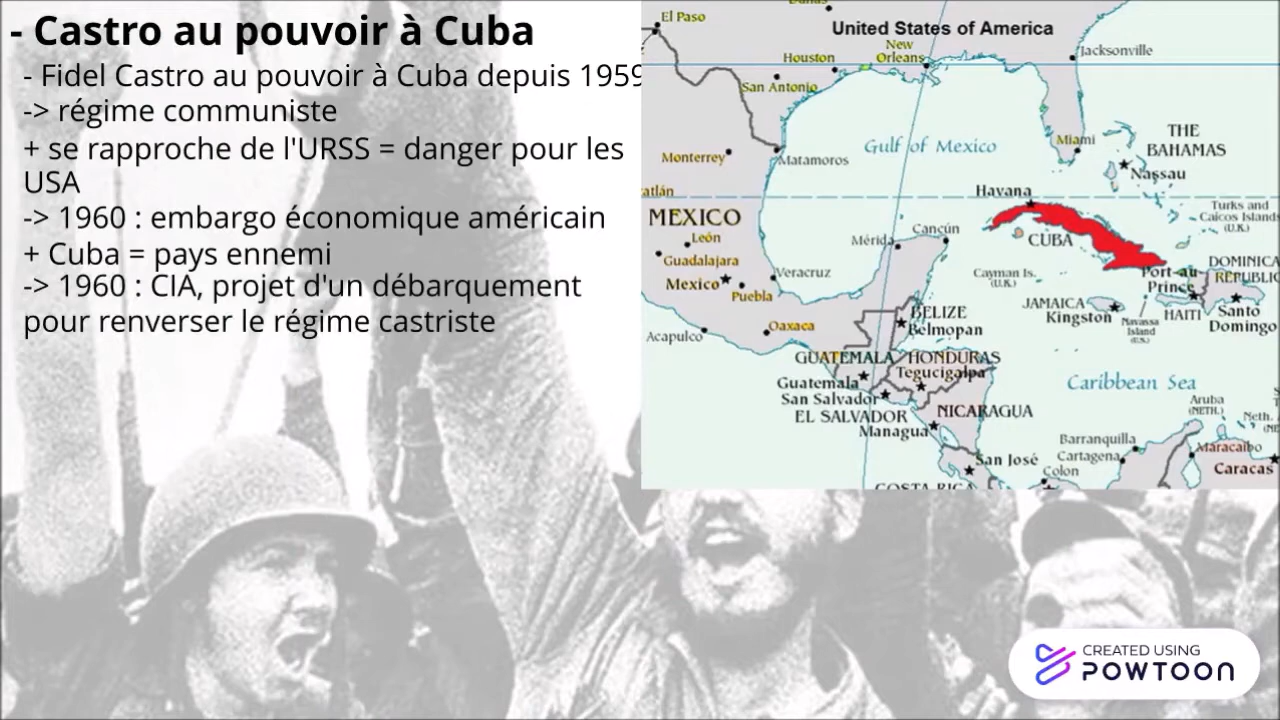 - Castro au pouvoir à Cuba
- Fidel Castro au pouvoir à Cuba depuis 1959
-> régime communiste
+ se rapproche de l'URSS = danger pour les
USA
-> 1960 : embargo économique américain
+ Cuba = pays ennemi
-> 1960 : CIA, projet d'un débarquement
pour renverser le régime castriste
El Paso
United States of America
New
Orleans
Jacksonville
Houston
San Antonio
Miami
THE
BAHAMAS
Nassau
Gulf of Mexico
Monterrey
Matamoros
Havana
MEXICO
León
Guadalajara
Mexico
Puebla
Veracruz
Mérida
Cancún
CUBA
Turks and
Caicos Island
(U.K.)
Cayman Is.
(U.K.)
Port-au-
Prince
DOMINICA
REPUBLIC
JAMAICA
Kingston
Navassa
Island
(U.S.)
HAITI
Santo
Domingo
Acapulco
Oaxaca
BELIZE
Belmopan
GUATEMALA
HONDURAS
Guatemala
Tegucigalpa
San Salvador
EL SALVADOR
NICARAGUA
Managua
Caribbean Sea
Aruba
(NETH.)
Neth.
Barranquilla
Cartagena
Maracaibo
Caracas
San José
Colon
COSTA RICA
CREATED USING
POWTOON